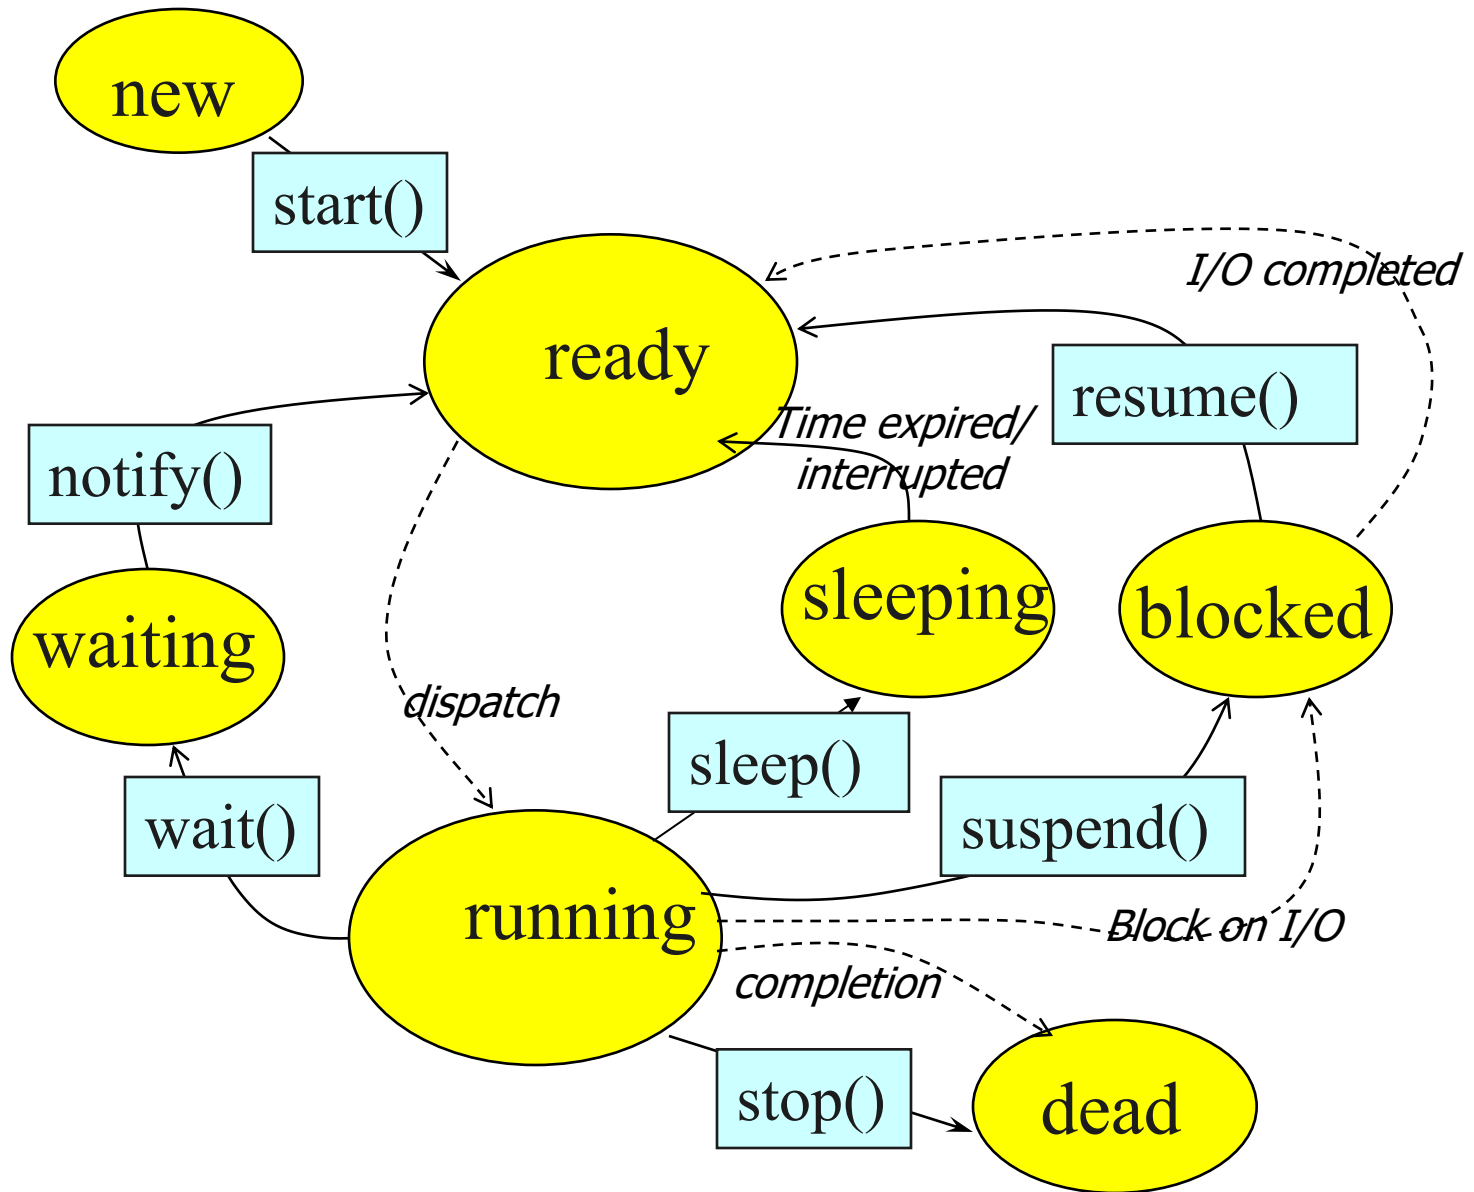 new
start()
I/O completed
ready
resume()
Time expired/
interrupted
notify()
sleeping
blocked
waiting
dispatch
sleep()
wait()
suspend()
running
Block on I/O
completion
stop()
dead